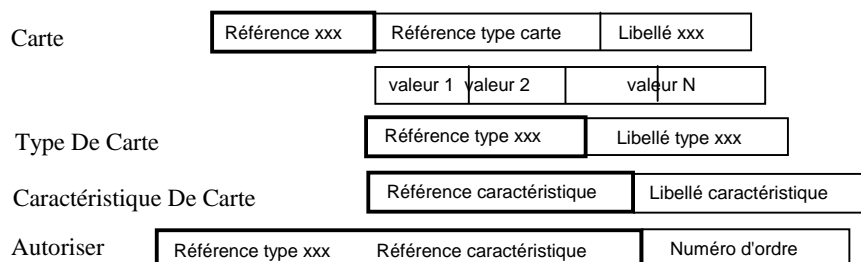 Carte Référence xxx Référence type carte Libellé xxx
valeur 1 valeur 2 valeur N
Type De Carte Référence type xxx Libellé type xxx
Caractéristique De Carte Référence caractéristique Libellé caractéristique
Autoriser Référence type xxx Référence caractéristique Numéro d'ordre